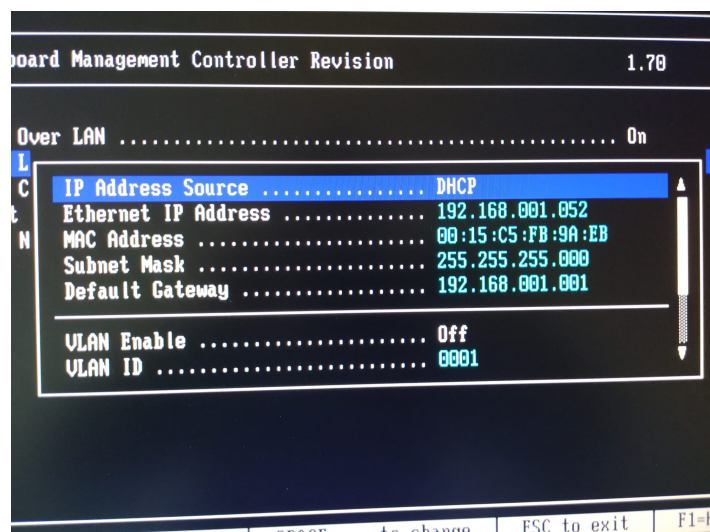 Management Controller Revision 1.70
Over LAN ................................................ On
L
C IP Address Source ................ DHCP
Ethernet IP Address .............. 192.168.001.052
N MAC Address ...................... 00:15:C5:FB:9A:EB
Subnet Mask ...................... 255.255.255.000
Default Gateway .................. 192.168.001.001
VLAN Enable ...................... Off
VLAN ID .......................... 0001
to change ESC to exit F1=